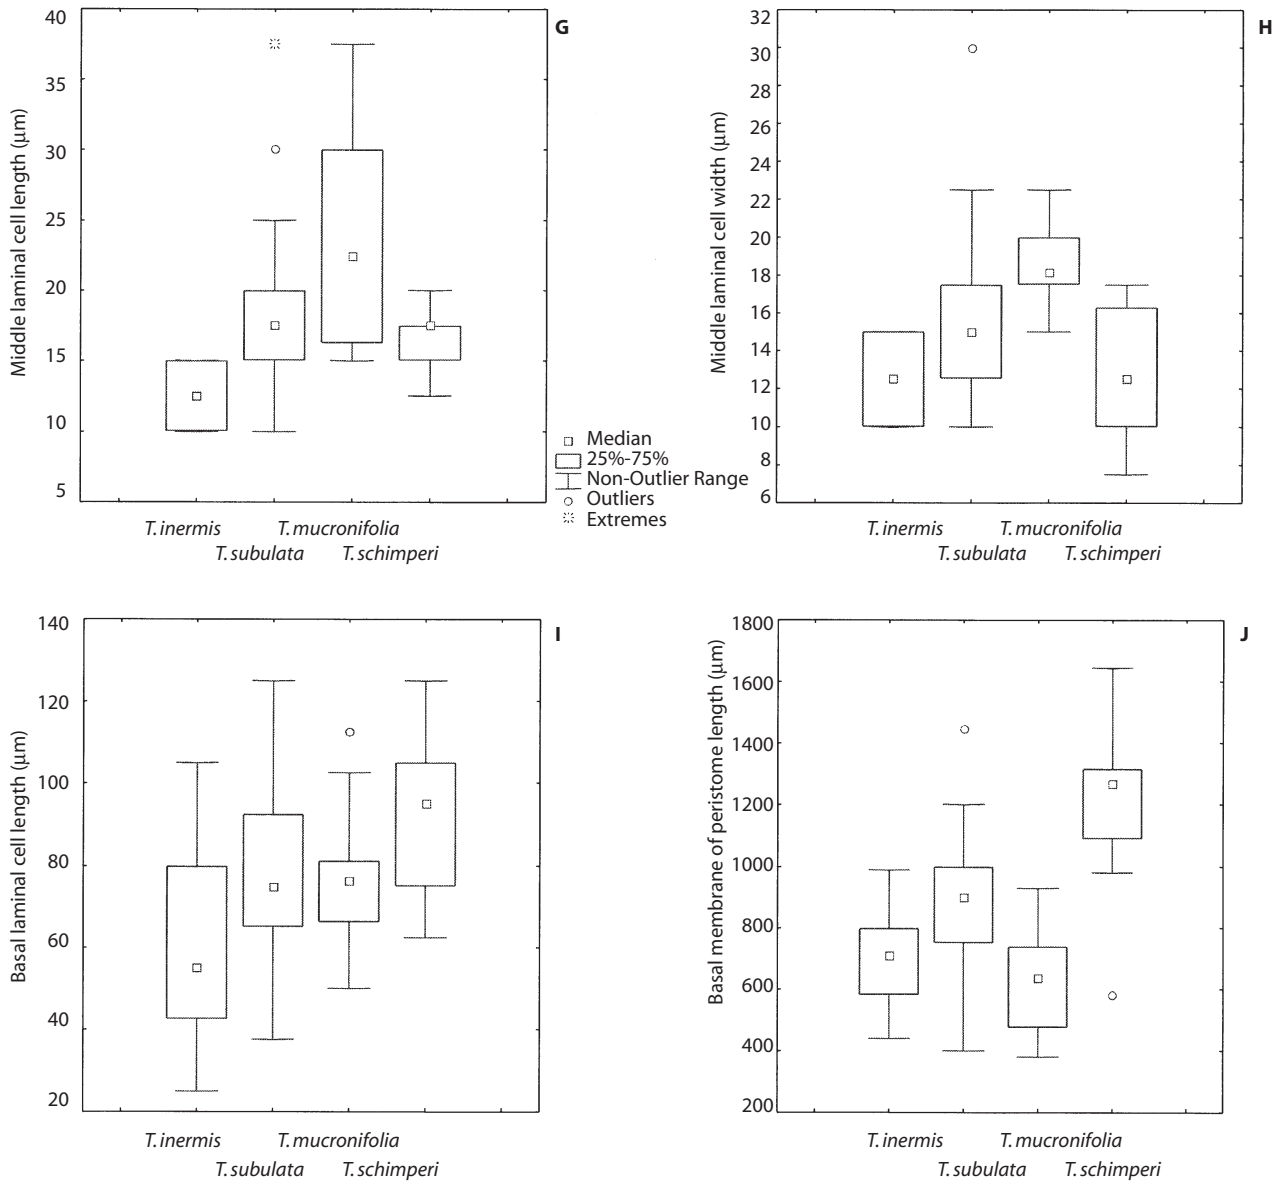 G
Middle laminal cell length (μm)
40
35
30
25
20
15
10
5
T. inermis
T. subulata
T. mucronifolia
T. schimperi
Median
25%-75%
Non-Outlier Range
Outliers
Extremes
H
Middle laminal cell width (μm)
32
30
28
26
24
22
20
18
16
14
12
10
8
6
T. inermis
T. subulata
T. mucronifolia
T. schimperi
I
Basal laminal cell length (μm)
140
120
100
80
60
40
20
T. inermis
T. subulata
T. mucronifolia
T. schimperi
J
Basal membrane of peristome length (μm)
1800
1600
1400
1200
1000
800
600
400
200
T. inermis
T. subulata
T. mucronifolia
T. schimperi